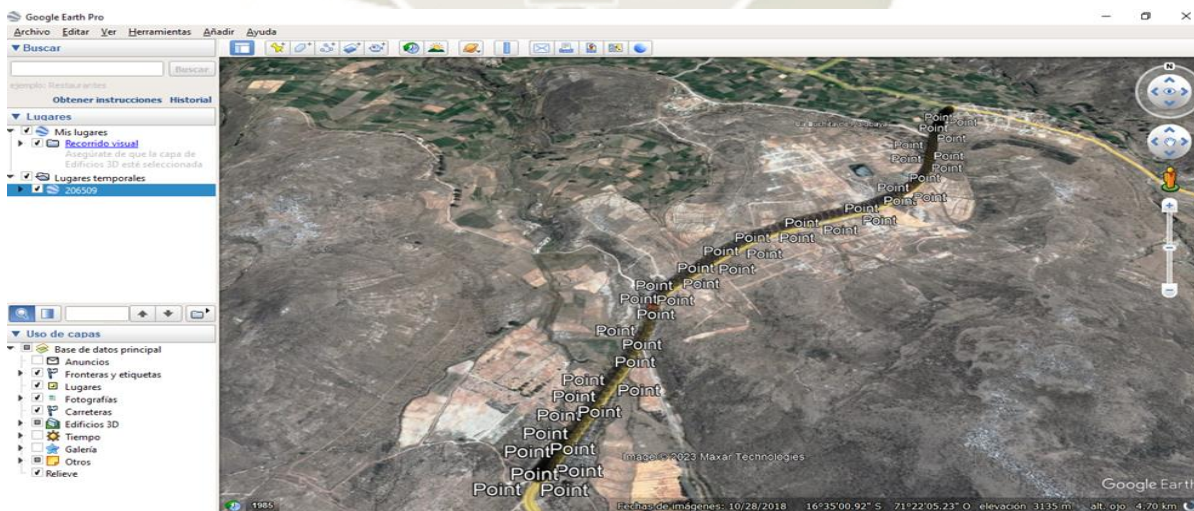 Google Earth Pro
Archivo Editar Ver Herramientas Añadir Ayuda
Buscar
Buscar
ejemplo: Restaurantes
Obtener instrucciones Historial
Lugares
Mis lugares
Recorrido visual
Asegúrate de que la capa de
Edificios 3D esté seleccionada
Lugares temporales
206509
Uso de capas
Base de datos principal
Anuncios
Fronteras y etiquetas
Lugares
Fotografías
Carreteras
Edificios 3D
Tiempo
Galería
Otros
Relieve
N
Point
Point
Point
Point Point
Point Point
Point
Point
Point
Point Point
Point Point
Point
Point Point
Point
Point Point
Point Point
Point Point
Point Point
Point
Point
Point
Point
Point
Point
Point
Point Point
Point
Point Point
Point Point
Point Point
Image © 2023 Maxar Technologies
Google Earth
1985
Fechas de imágenes: 10/28/2018 16°35'00.92" S 71°22'05.23" O elevación 3135 m alt. ojo 4.70 km